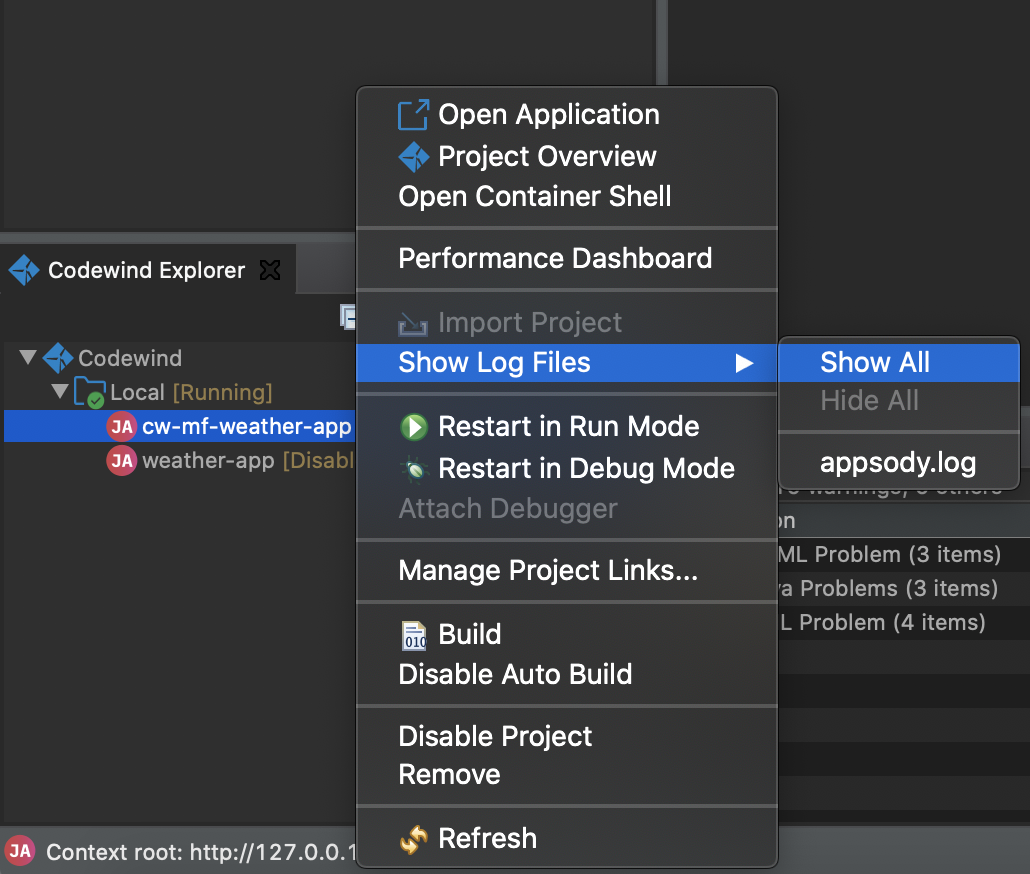 Open Application
Project Overview
Open Container Shell
Performance Dashboard
Import Project
Show Log Files
Restart in Run Mode
Restart in Debug Mode
Attach Debugger
Manage Project Links...
Build
Disable Auto Build
Disable Project
Remove
Refresh
Show All
Hide All
appsody.log
Codewind Explorer
Codewind
Local [Running]
JA cw-mf-weather-app
JA weather-app [Disabl
on
ML Problem (3 items)
va Problems (3 items)
L Problem (4 items)
JA Context root: http://127.0.0.1